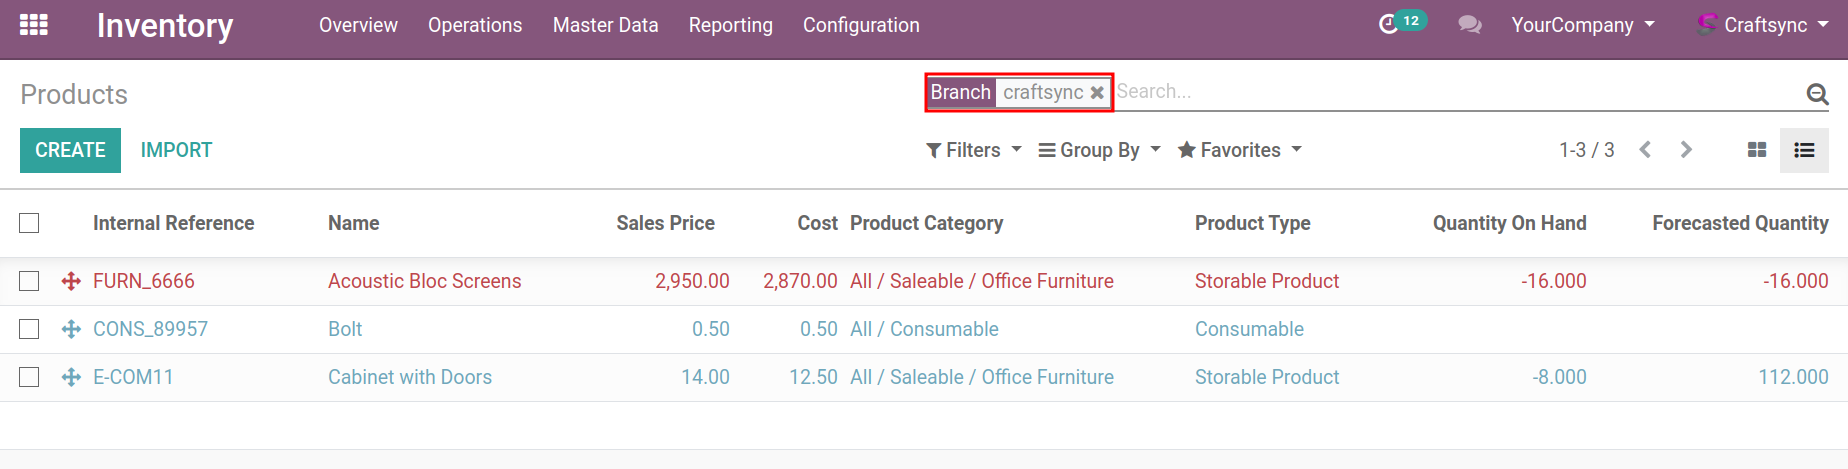 Inventory Overview Operations Master Data Reporting Configuration 12 YourCompany Craftsync
Products Branch craftsync Search...
CREATE IMPORT Filters Group By Favorites 1-3 / 3
Internal Reference Name Sales Price Cost Product Category Product Type Quantity On Hand Forecasted Quantity
FURN_6666 Acoustic Bloc Screens 2,950.00 2,870.00 All / Saleable / Office Furniture Storable Product -16.000 -16.000
CONS_89957 Bolt 0.50 0.50 All / Consumable Consumable
E-COM11 Cabinet with Doors 14.00 12.50 All / Saleable / Office Furniture Storable Product -8.000 112.000